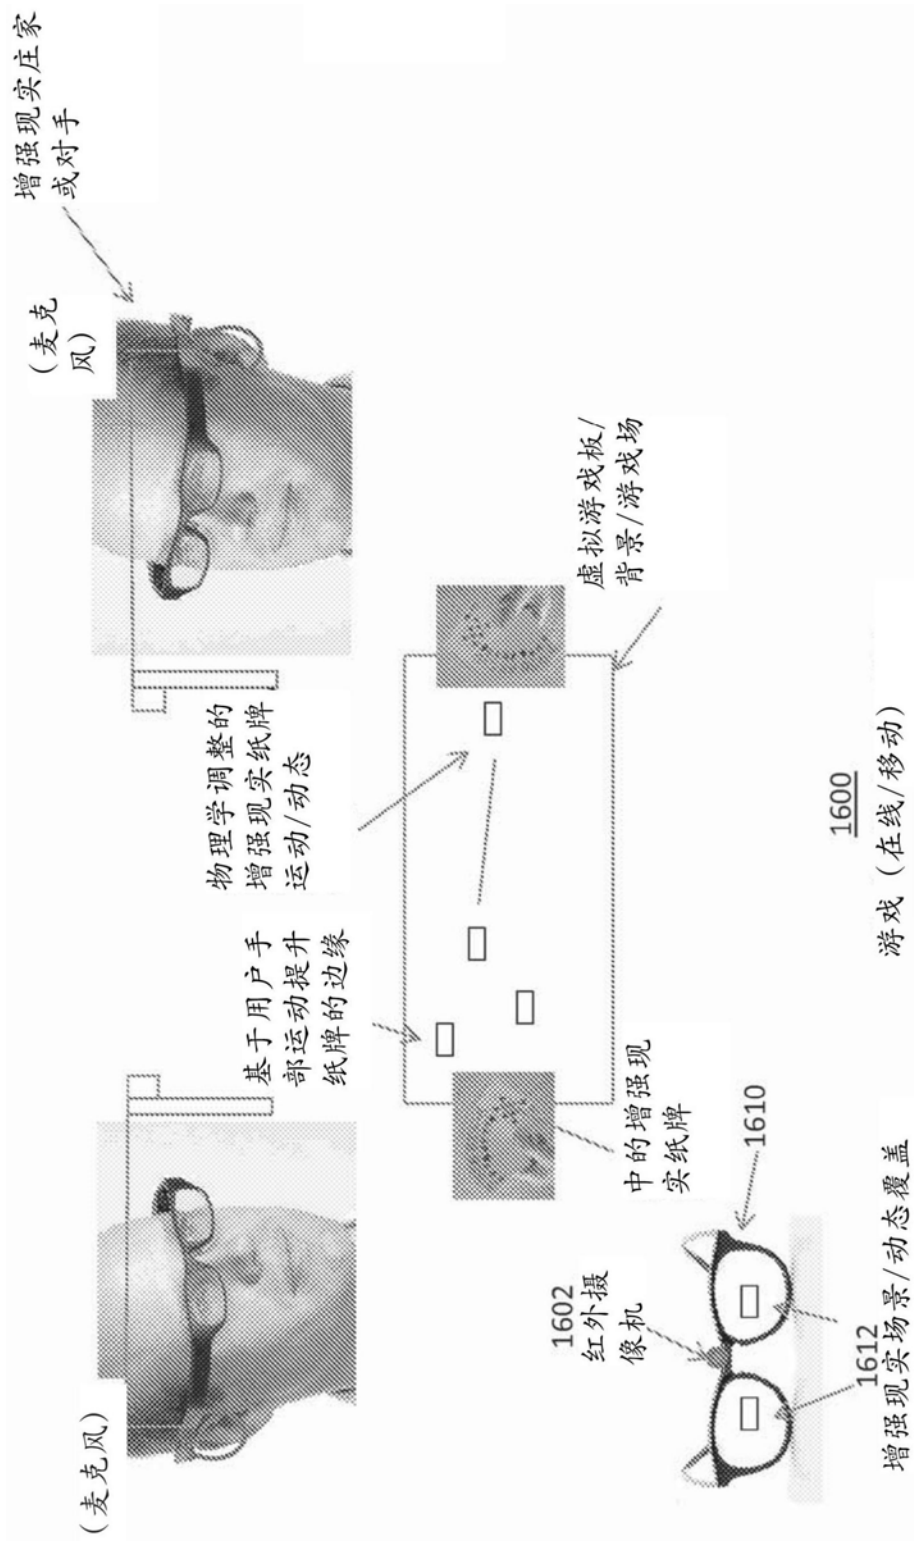 增强现实庄家
或对手
(麦克风)
(麦克
风)
基于用户手
部运动提升
纸牌的边缘
物理学调整的
增强现实纸牌
运动/动态
虚拟游戏板/
背景/游戏场
中的增强现
实纸牌
1602
红外摄
像机
1610
1612
增强现实场景/动态覆盖
1600
游戏 (在线/移动)